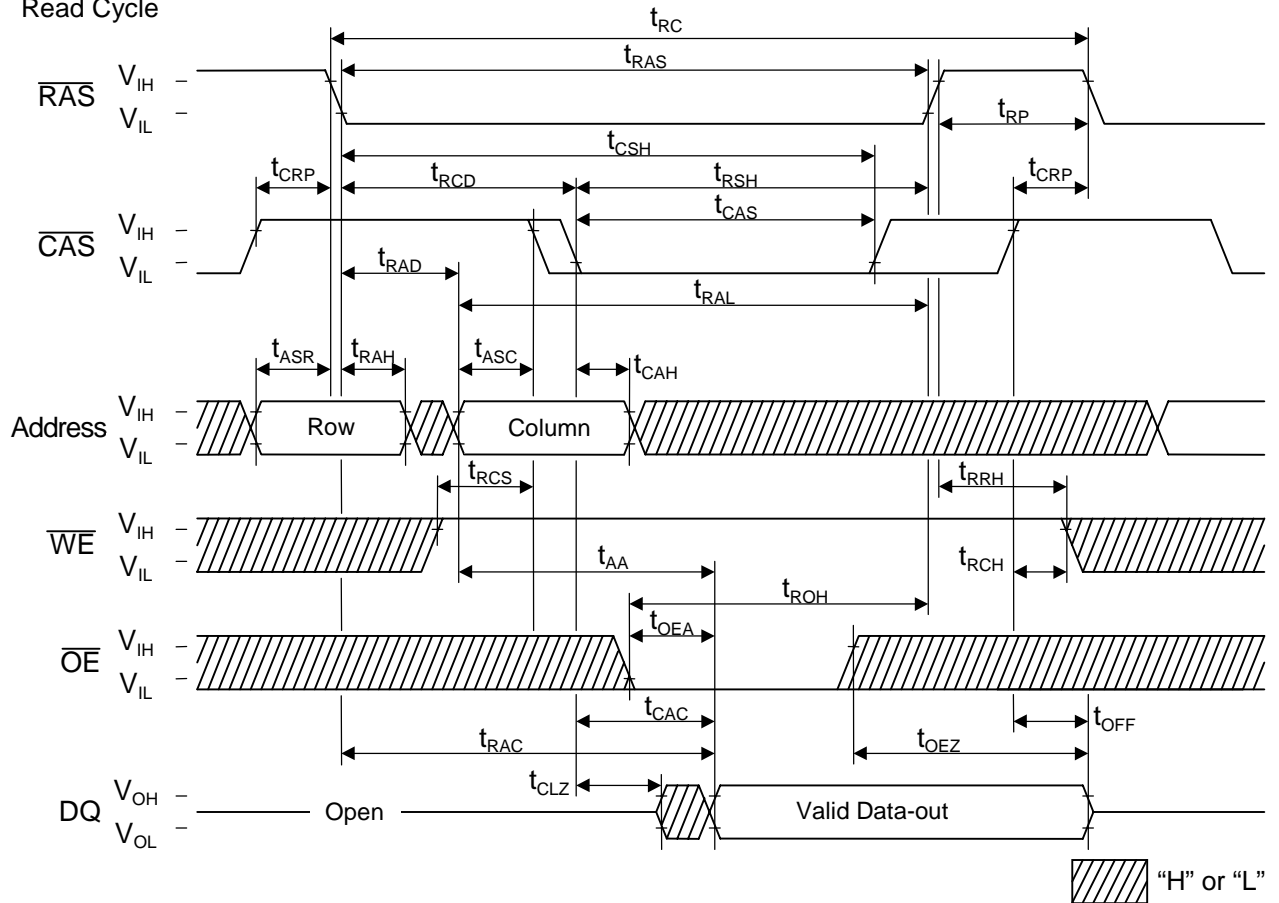 Read Cycle
tRC
RAS
VIH
VIL
tRAS
tRP
tCSH
tCRP
tRCD
tRSH
tCRP
CAS
VIH
VIL
tCAS
tRAD
tRAL
tASR
tRAH
tASC
tCAH
Address
VIH
VIL
Row
Column
tRCS
tRRH
WE
VIH
VIL
tAA
tRCH
tROH
OE
VIH
VIL
tOEA
tCAC
tOFF
tRAC
tOEZ
tCLZ
DQ
VOH
VOL
Open
Valid Data-out
“H” or “L”